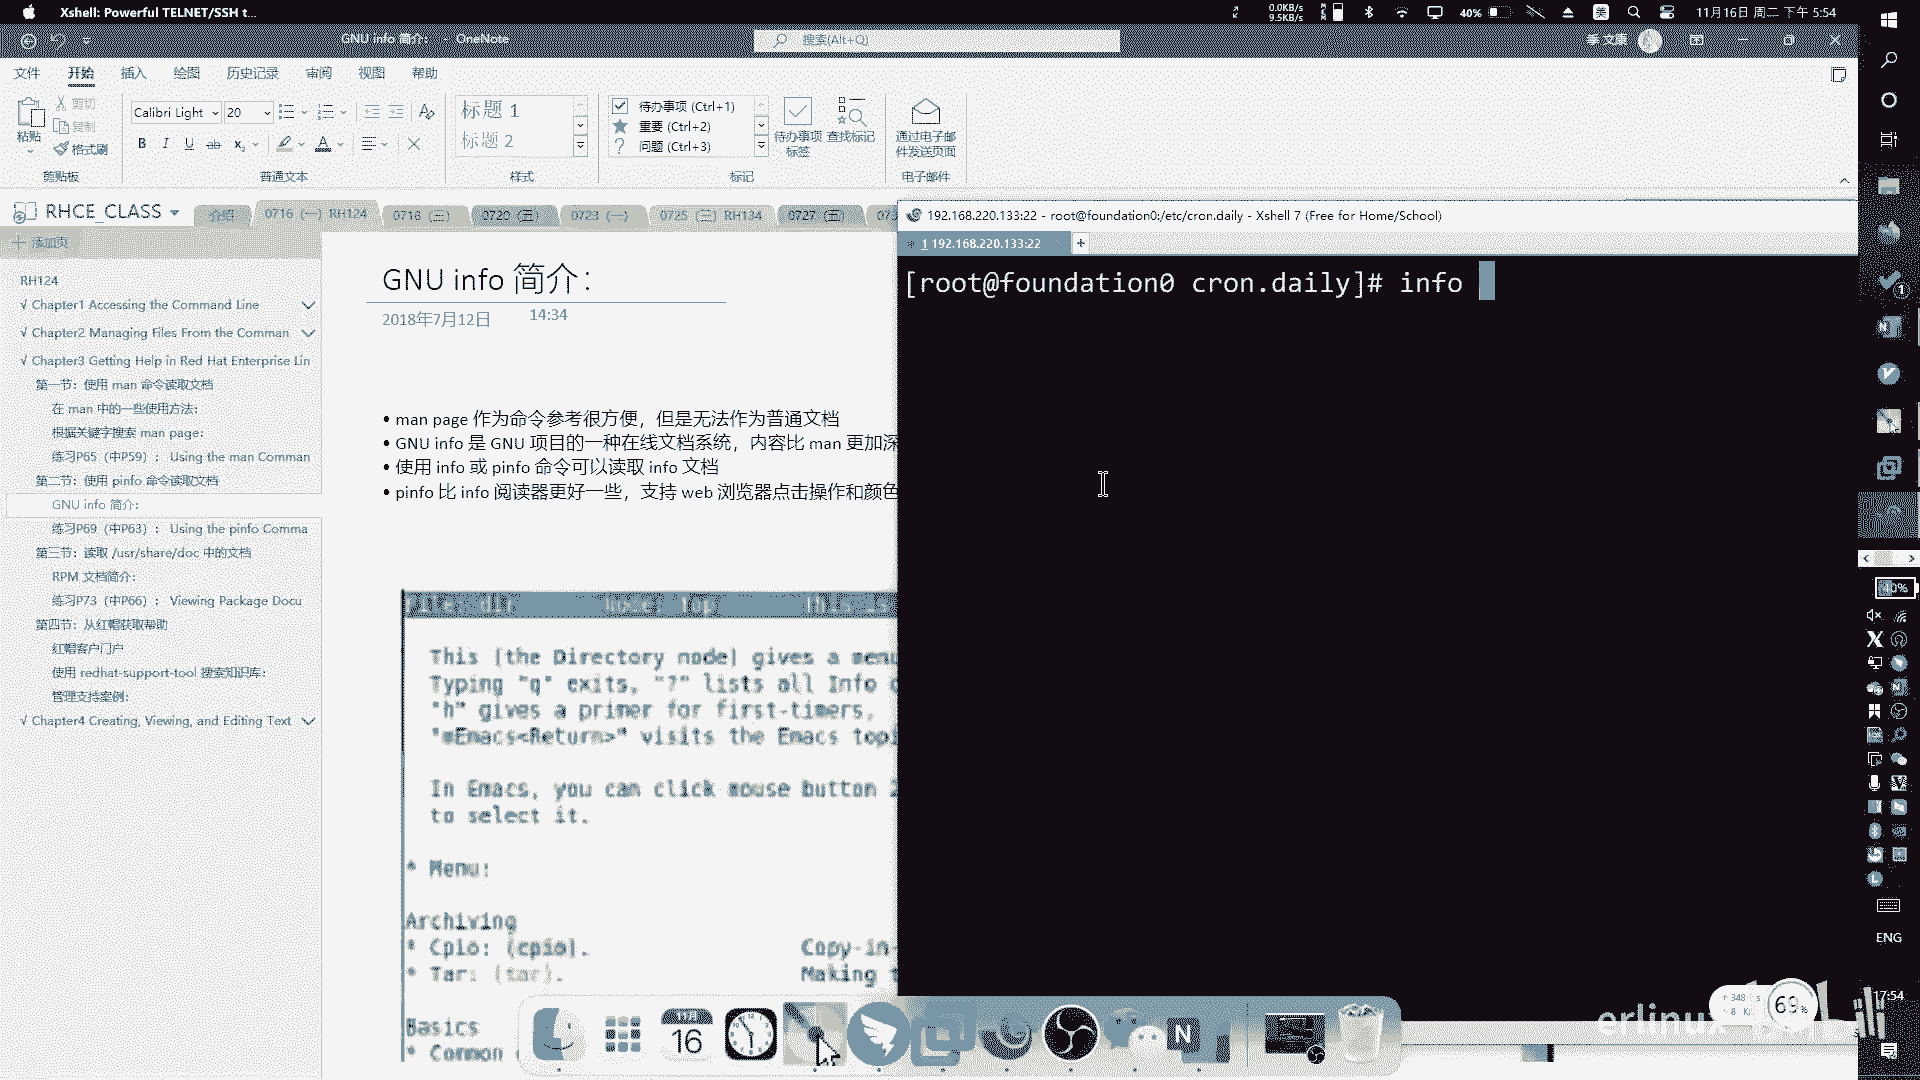 Xshell: Powerful TELNET/SSH t...
0.0KB/s
9.5KB/s
40%
美
11月16日 周二 下午 5:54
GNU info 简介: - OneNote
搜索(Alt+Q)
季 文康
文件 开始 插入 绘图 历史记录 审阅 视图 帮助
粘贴
剪切
复制
格式刷
剪贴板
Calibri Light 20
普通文本
标题 1
标题 2
样式
待办事项 (Ctrl+1)
重要 (Ctrl+2)
问题 (Ctrl+3)
待办事项标签
查找标记
标记
通过电子邮件发送页面
电子邮件
RHCE_CLASS
介绍
0716 (一) RH124
0718 (三)
0720 (五)
0723 (一)
0725 (三) RH134
0727 (五)
添加页
RH124
√ Chapter1 Accessing the Command Line
√ Chapter2 Managing Files From the Comman
√ Chapter3 Getting Help in Red Hat Enterprise Lin
第一节：使用 man 命令读取文档
在 man 中的一些使用方法:
根据关键字搜索 man page:
练习P65（中P59）： Using the man Comman
第二节：使用 pinfo 命令读取文档
GNU info 简介:
练习P69（中P63）： Using the pinfo Comma
第三节：读取 /usr/share/doc 中的文档
RPM 文档简介:
练习P73（中P66）： Viewing Package Docu
第四节：从红帽获取帮助
红帽客户门户
使用 redhat-support-tool 搜索知识库:
管理支持案例:
√ Chapter4 Creating, Viewing, and Editing Text
GNU info 简介：
2018年7月12日 14:34
• man page 作为命令参考很方便，但是无法作为普通文档
• GNU info 是 GNU 项目的一种在线文档系统，内容比 man 更加深
• 使用 info 或 pinfo 命令可以读取 info 文档
• pinfo 比 info 阅读器更好一些，支持 web 浏览器点击操作和颜色
This (the Directory node) gives a menu
Typing "q" exits, "?" lists all Info
"h" gives a primer for first-timers,
"mEmacs<Return>" visits the Emacs topi
In Emacs, you can click mouse button 2
to select it.
* Menu:
Archiving
* Cpio: (cpio). Copy-in-
* Tar: (tar). Making
Basics
* Common
192.168.220.133:22 - root@foundation0:/etc/cron.daily - Xshell 7 (Free for Home/School)
1 192.168.220.133:22
[root@foundation0 cron.daily]# info
40%
ENG
17:54
69%
16
erlinux